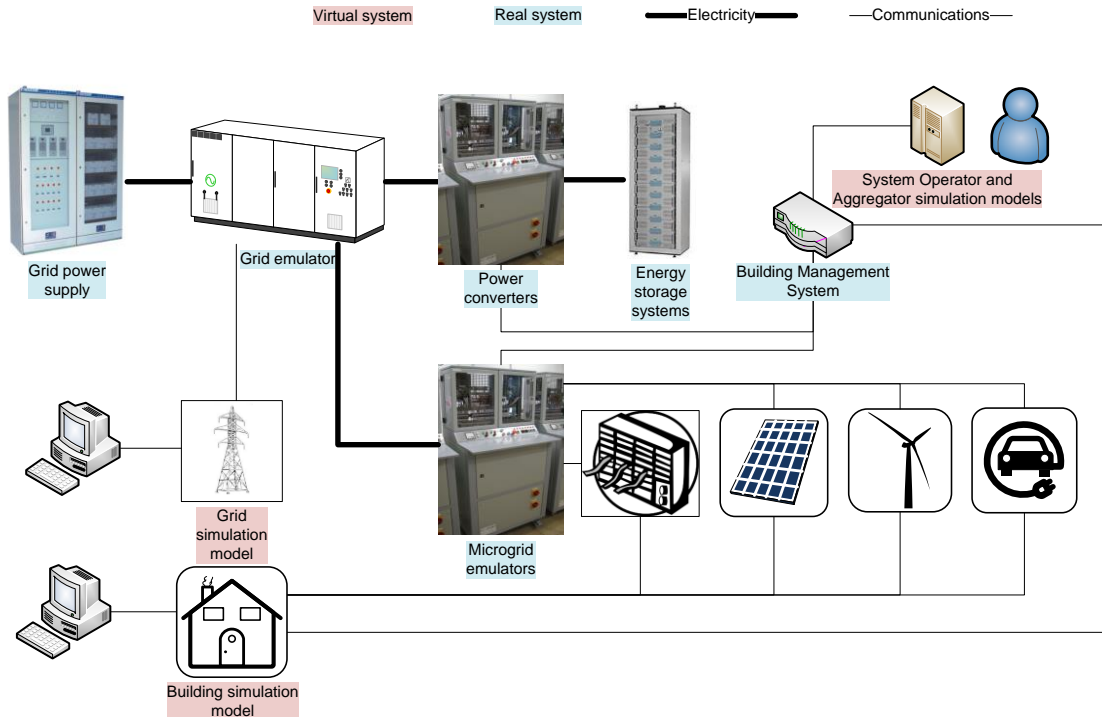 Virtual system
Real system
Electricity
Communications
Grid power
supply
Grid emulator
Power
converters
Energy
storage
systems
System Operator and
Aggregator simulation models
Building Management
System
Grid
simulation
model
Microgrid
emulators
Building simulation
model